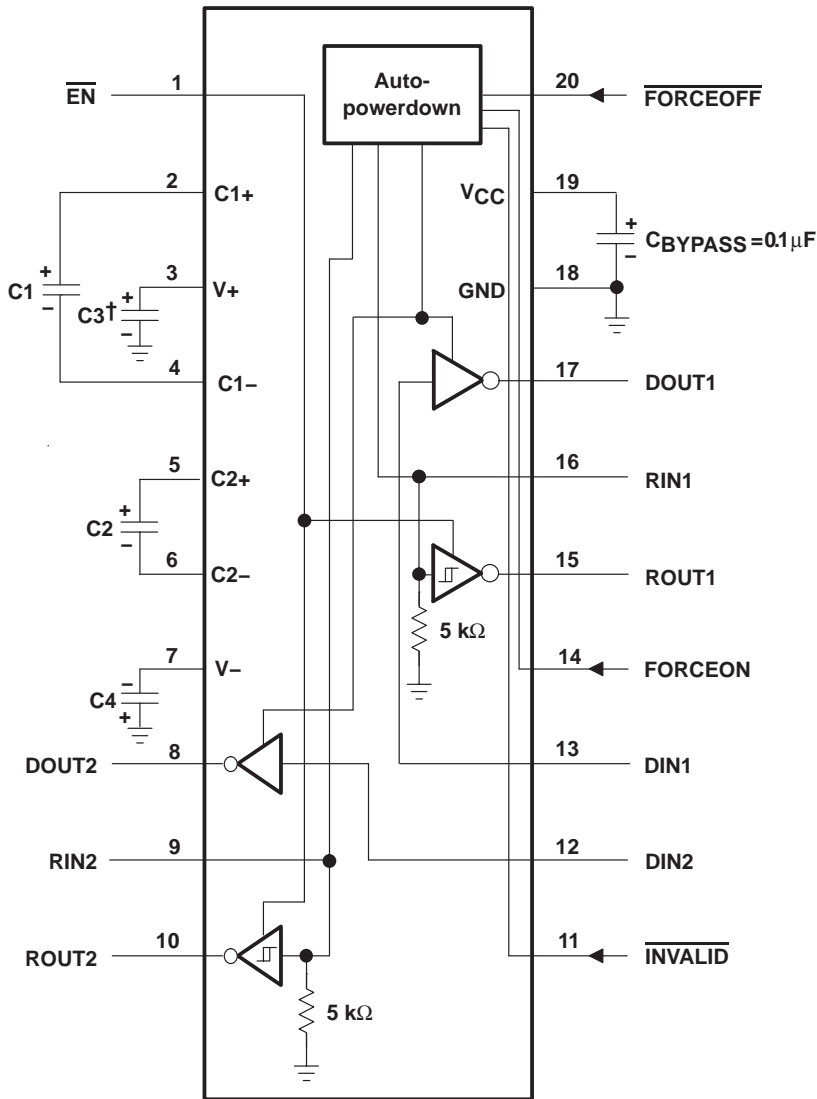 EN
1
Auto-
powerdown
20
FORCEOFF
2
C1+
VCC
19
+
C1
–
+
CBYPASS = 0.1 µF
–
3
V+
+
C3†
–
GND
18
4
C1–
17
DOUT1
5
C2+
16
RIN1
+
C2
–
6
C2–
15
ROUT1
5 kΩ
7
V–
14
FORCEON
–
C4
+
8
DOUT2
13
DIN1
9
RIN2
12
DIN2
10
ROUT2
11
INVALID
5 kΩ